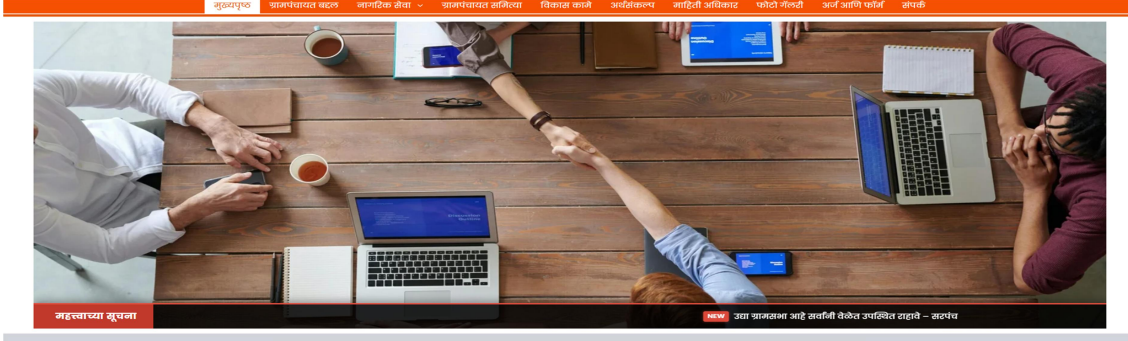 मुख्यपृष्ठ ग्रामपंचायत बद्दल नागरिक सेवा ग्रामपंचायत समित्या विकास कामे अर्थसंकल्प माहिती अधिकार फोटो गॅलरी अर्ज आणि फॉर्म संपर्क
महत्त्वाच्या सूचना NEW उद्या ग्रामसभा आहे सर्वांनी वेळेत उपस्थित राहावे – सरपंच